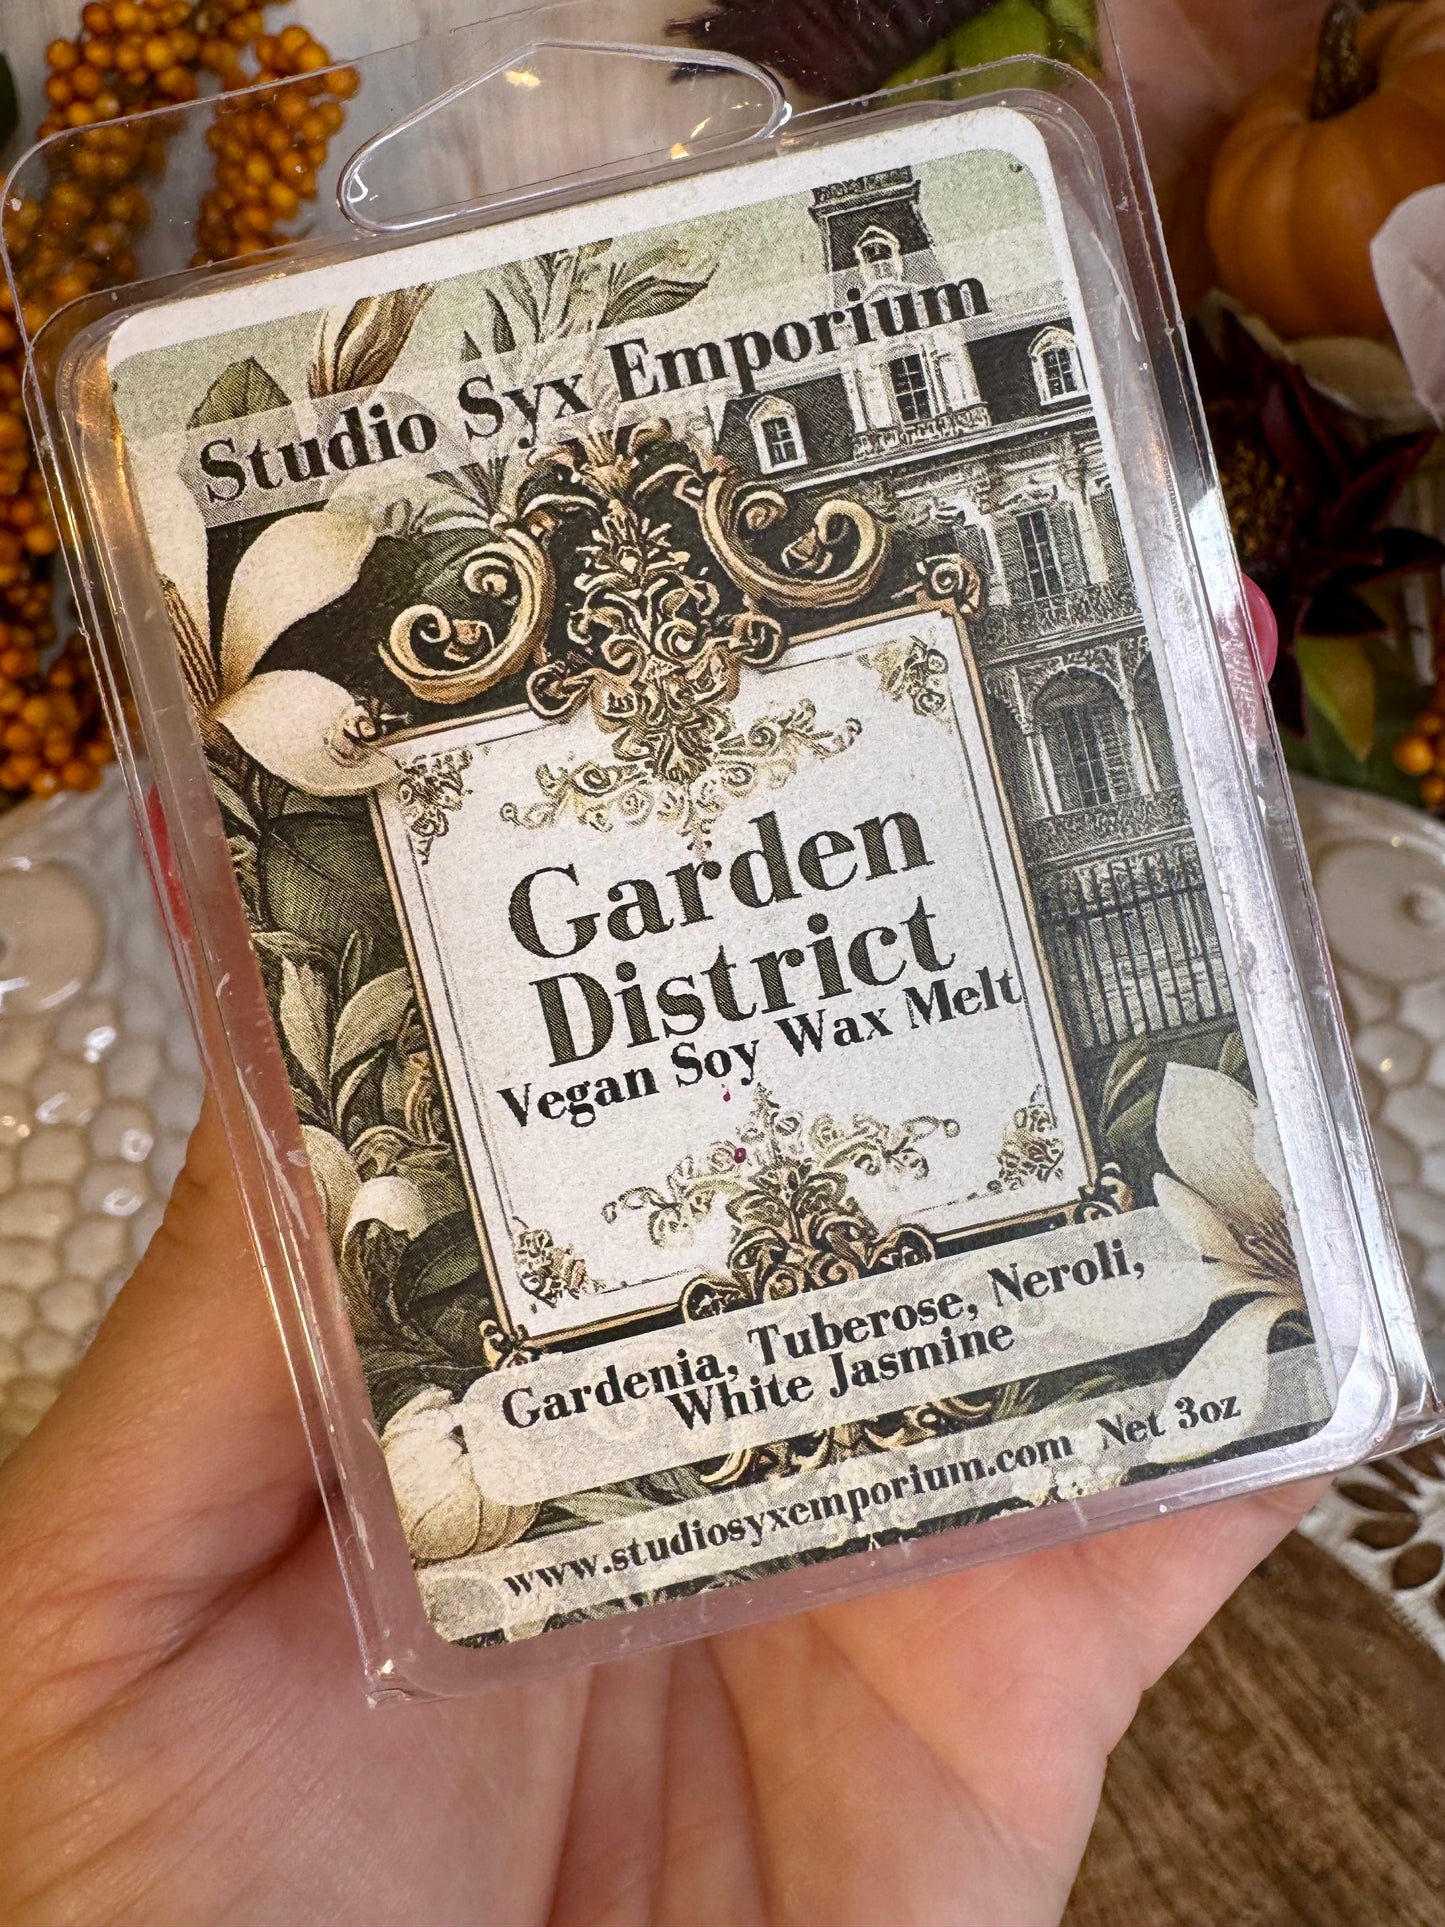 Studio Syx Emporium
Garden
District
Vegan Soy Wax Melt
Gardenia, Tuberose, Neroli,
White Jasmine
www.studiosyxemporium.com Net 3oz